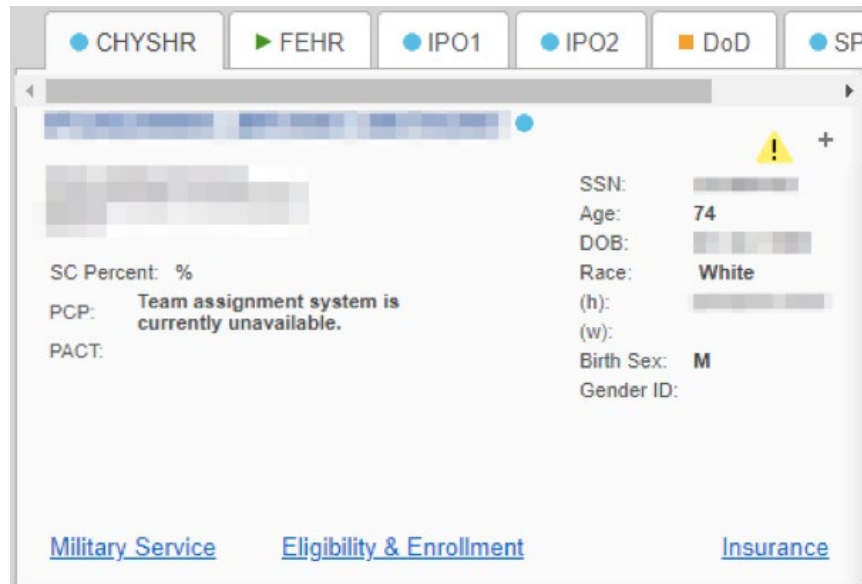 CHYSHR FEHR IPO1 IPO2 DoD SP
SSN:
Age: 74
DOB:
SC Percent: % Race: White
PCP: Team assignment system is (h):
currently unavailable. (w):
PACT:
Birth Sex: M
Gender ID:
Military Service Eligibility & Enrollment Insurance